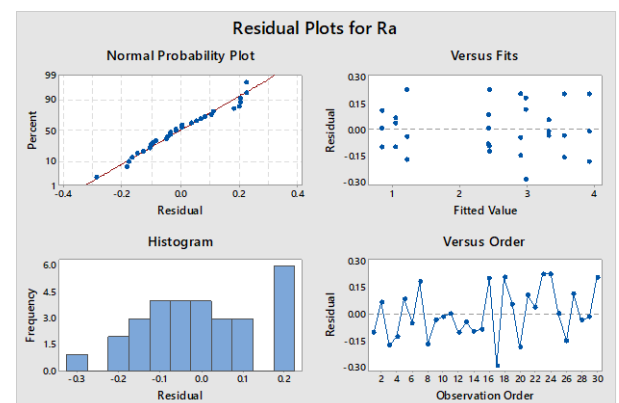 Residual Plots for Ra
Normal Probability Plot
99
90
50
10
1
Percent
-0.4 -0.2 0.0 0.2 0.4
Residual
Versus Fits
0.30
0.15
0.00
-0.15
-0.30
Residual
1 2 3 4
Fitted Value
Histogram
6.0
4.5
3.0
1.5
0.0
Frequency
-0.3 -0.2 -0.1 0.0 0.1 0.2
Residual
Versus Order
0.30
0.15
0.00
-0.15
-0.30
Residual
2 4 6 8 10 12 14 16 18 20 22 24 26 28 30
Observation Order